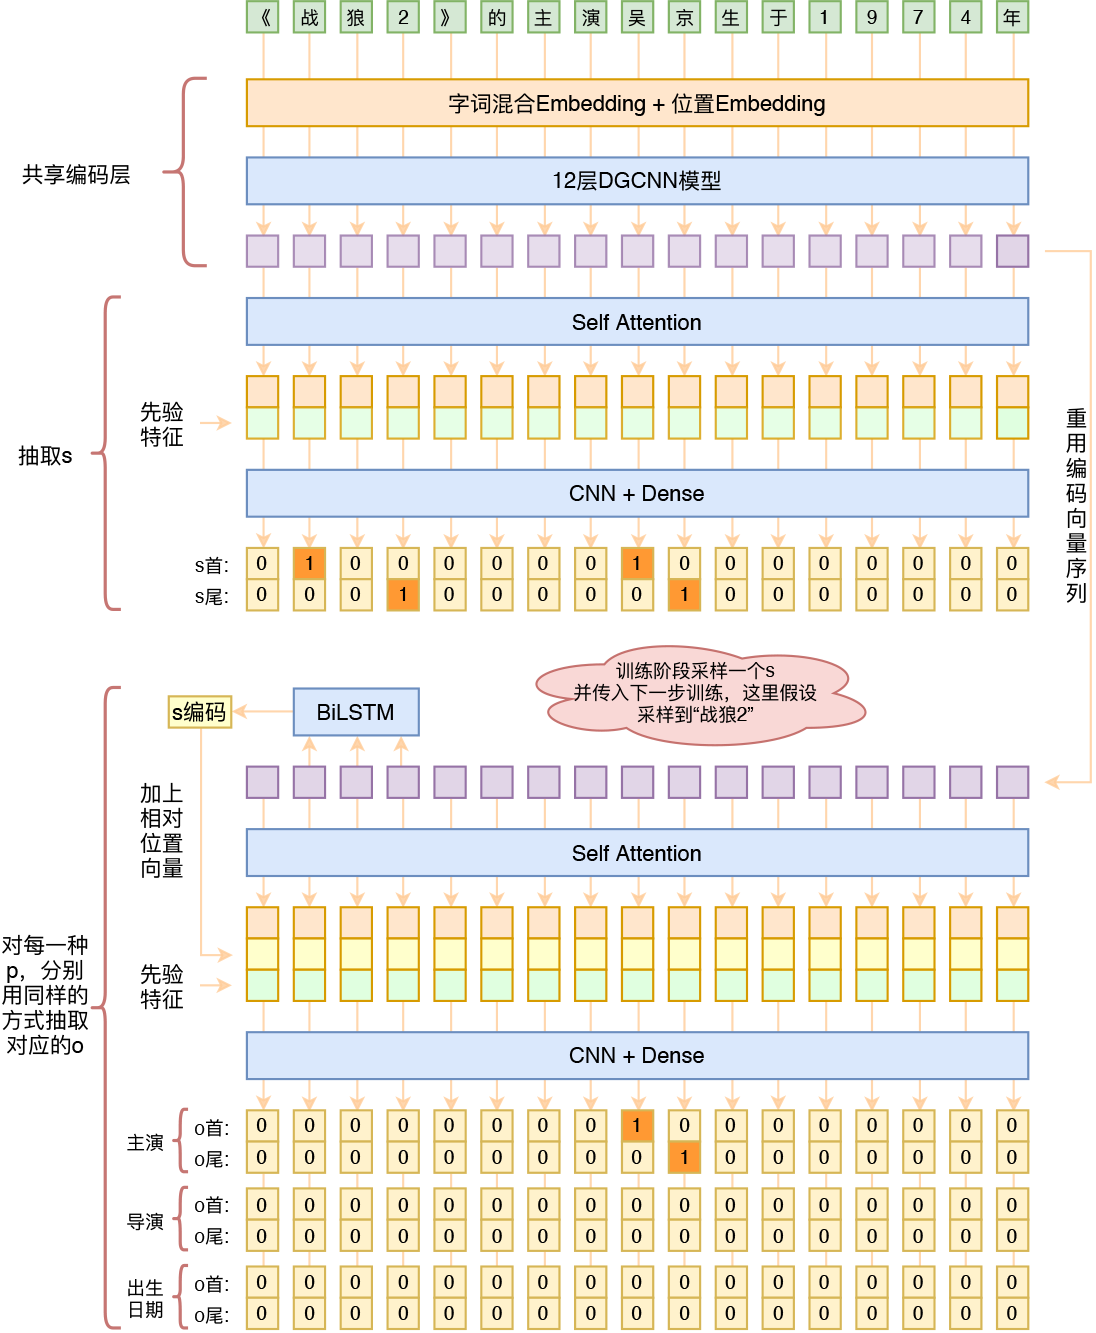 《 战 狼 2 》 的 主 演 吴 京 生 于 1 9 7 4 年
字词混合Embedding + 位置Embedding
共享编码层
12层DGCNN模型
Self Attention
先验
特征
抽取s
CNN + Dense
s首: 0 1 0 0 0 0 0 0 1 0 0 0 0 0 0 0 0
s尾: 0 0 0 1 0 0 0 0 0 1 0 0 0 0 0 0 0
重
用
编
码
向
量
序
列
训练阶段采样一个s
并传入下一步训练，这里假设
采样到“战狼2”
s编码
BiLSTM
加上
相对
位置
向量
Self Attention
对每一种
p，分别
用同样的
方式抽取
对应的o
先验
特征
CNN + Dense
主演
o首: 0 0 0 0 0 0 0 0 1 0 0 0 0 0 0 0 0
o尾: 0 0 0 0 0 0 0 0 0 1 0 0 0 0 0 0 0
导演
o首: 0 0 0 0 0 0 0 0 0 0 0 0 0 0 0 0 0
o尾: 0 0 0 0 0 0 0 0 0 0 0 0 0 0 0 0 0
出生
日期
o首: 0 0 0 0 0 0 0 0 0 0 0 0 0 0 0 0 0
o尾: 0 0 0 0 0 0 0 0 0 0 0 0 0 0 0 0 0